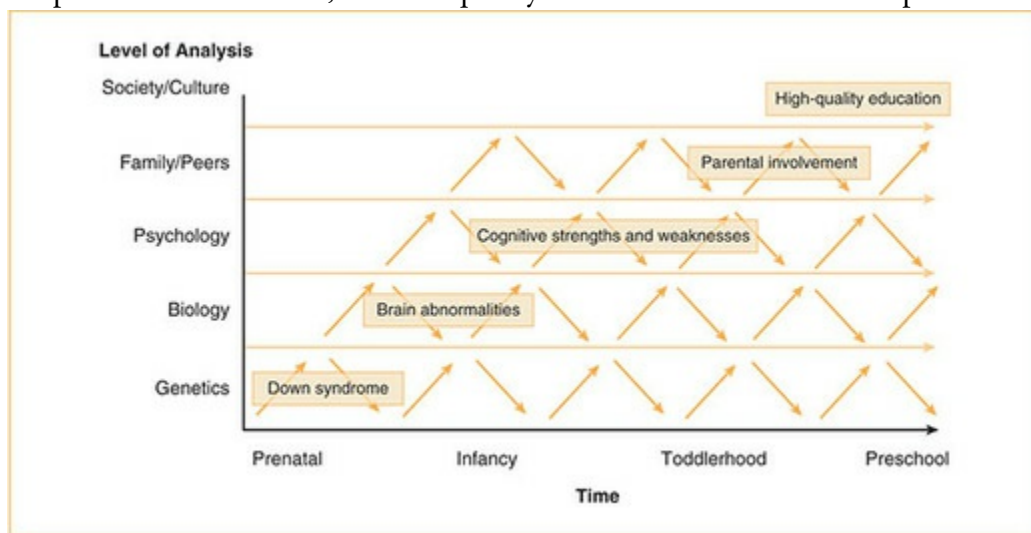 Level of Analysis
Society/Culture
High-quality education
Family/Peers
Parental involvement
Psychology
Cognitive strengths and weaknesses
Biology
Brain abnormalities
Genetics
Down syndrome
Prenatal
Infancy
Toddlerhood
Preschool
Time